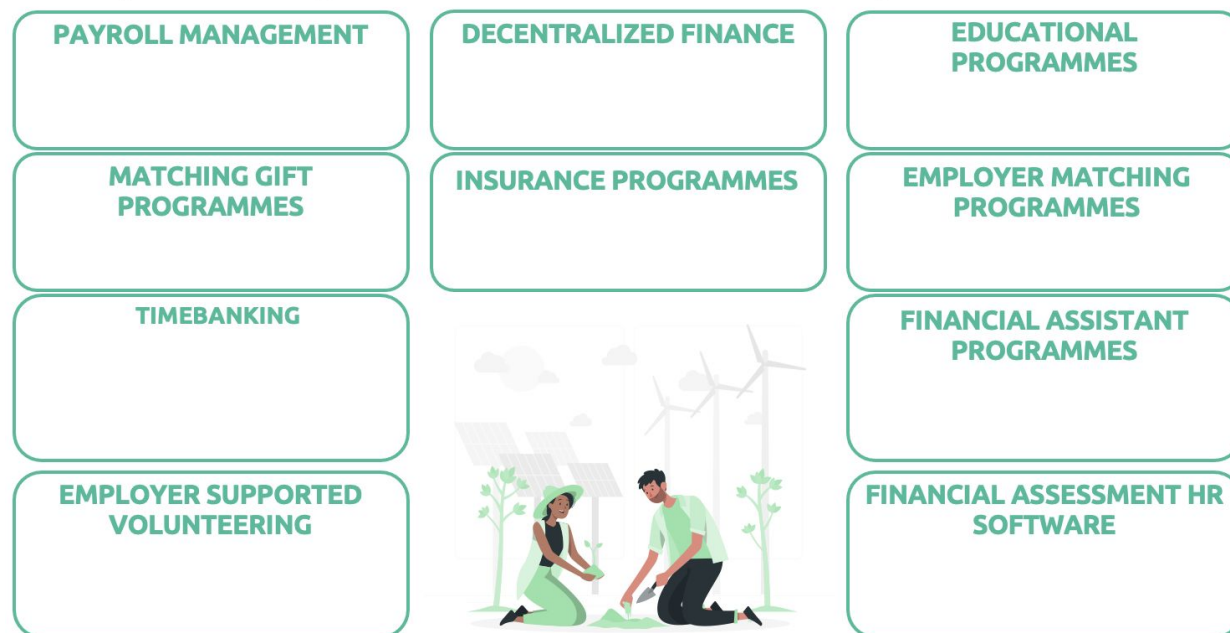 PAYROLL MANAGEMENT
DECENTRALIZED FINANCE
EDUCATIONAL
PROGRAMMES
MATCHING GIFT
PROGRAMMES
INSURANCE PROGRAMMES
EMPLOYER MATCHING
PROGRAMMES
TIMEBANKING
FINANCIAL ASSISTANT
PROGRAMMES
EMPLOYER SUPPORTED
VOLUNTEERING
FINANCIAL ASSESSMENT HR
SOFTWARE